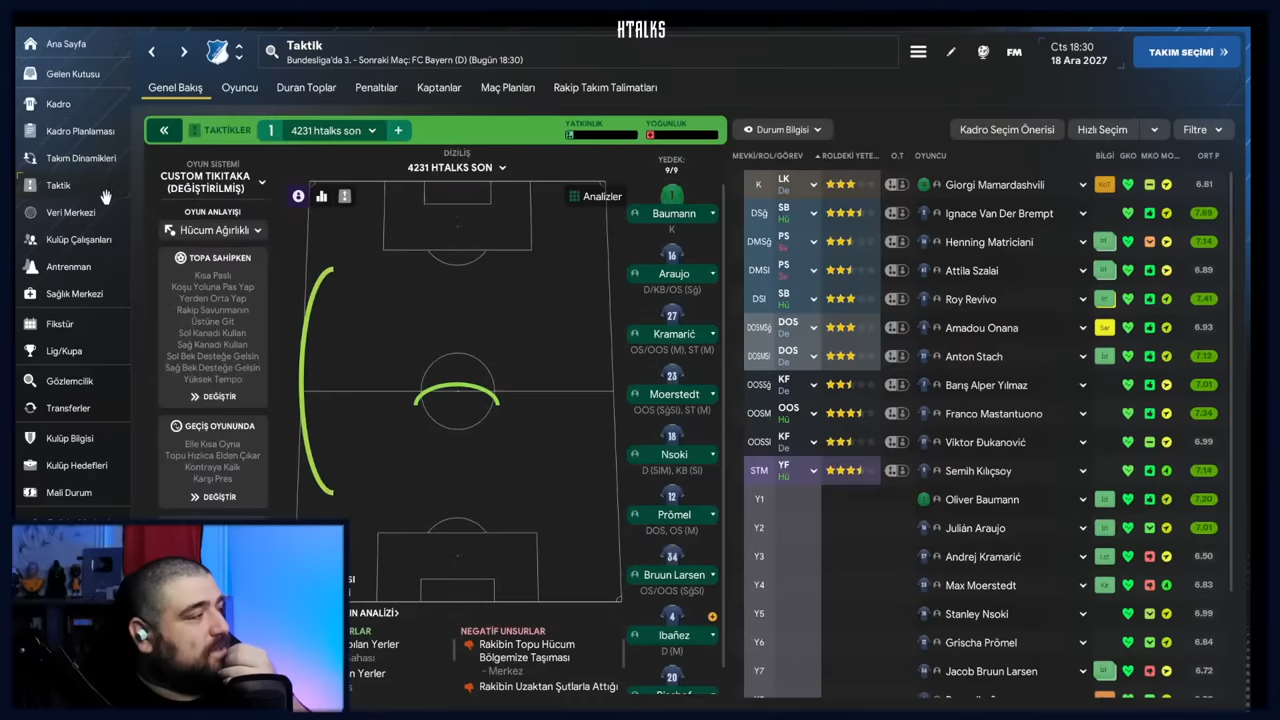 HTALKS
Ana Sayfa
Gelen Kutusu
Kadro
Kadro Planlaması
Takım Dinamikleri
Taktik
Veri Merkezi
Kulüp Çalışanları
Antrenman
Sağlık Merkezi
Fikstür
Lig/Kupa
Gözlemcilik
Transferler
Kulüp Bilgisi
Kulüp Hedefleri
Mali Durum
Taktik
Bundesliga'da 3. - Sonraki Maç: FC Bayern (D) (Bugün 18:30)
FM
Cts 18:30
18 Ara 2027
TAKIM SEÇİMİ
Genel Bakış
Oyuncu
Duran Toplar
Penaltılar
Kaptanlar
Maç Planları
Rakip Takım Talimatları
TAKTİKLER
1
4231 htalks son
YATKINLIK
YOĞUNLUK
OYUN SİSTEMİ
CUSTOM TIKITAKA
(DEĞİŞTİRİLMİŞ)
OYUN ANLAYIŞI
Hücum Ağırlıklı
TOPA SAHİPKEN
Kısa Paslı
Koşu Yoluna Pas Yap
Yerden Orta Yap
Rakip Savunmanın
Üstüne Git
Sol Kanadı Kullan
Sağ Kanadı Kullan
Sol Bek Desteğe Gelsin
Sağ Bek Desteğe Gelsin
Yüksek Tempo
DEĞİŞTİR
GEÇİŞ OYUNUNDA
Elle Kısa Oyna
Topu Hızlıca Elden Çıkar
Kontraya Kalk
Karşı Pres
DEĞİŞTİR
DİZİLİŞ
4231 HTALKS SON
Analizler
YEDEK:
9/9
1
Baumann
K
16
Araujo
D/KB/OS (Sğ)
27
Kramarić
OS/OOS (M), ST (M)
23
Moerstedt
OOS (SğSl), ST (M)
18
Nsoki
D (SlM), KB (Sl)
12
Prömel
DOS, OS (M)
34
Bruun Larsen
OS/OOS (SğSl)
4
Ibañez
D (M)
20
NEGATİF UNSURLAR
Rakibin Topu Hücum
Bölgemize Taşıması
- Merkez
Rakibin Uzaktan Şutlarla Attığı
Durum Bilgisi
Kadro Seçim Önerisi
Hızlı Seçim
Filtre
MEVKİ/ROL/GÖREV
ROLDEKİ YETE...
O.T
OYUNCU
BİLGİ
GKO
MKO
MO...
ORT P
K LK De Giorgi Mamardashvili KoT 6.81
DSğ SB Hü Ignace Van Der Brempt 7.69
DMSğ PS Sv Henning Matriciani İzl 7.14
DMSl PS Sv Attila Szalai İzl 6.89
DSl SB Hü Roy Revivo İzl 7.41
DOSMSğ DOS De Amadou Onana Sar 6.93
DOSMSl DOS De Anton Stach İzl 7.12
OOSSğ KF De Barış Alper Yılmaz 7.01
OOSM OOS Hü Franco Mastantuono 7.34
OOSSl KF De Viktor Đukanović 6.99
STM YF Hü Semih Kılıçsoy 7.14
Y1 Oliver Baumann İzl 7.20
Y2 Julián Araujo İzl 7.01
Y3 Andrej Kramarić 6.50
Y4 Max Moerstedt 6.83
Y5 Stanley Nsoki 6.99
Y6 Grischa Prömel 6.84
Y7 Jacob Bruun Larsen İzl 6.72